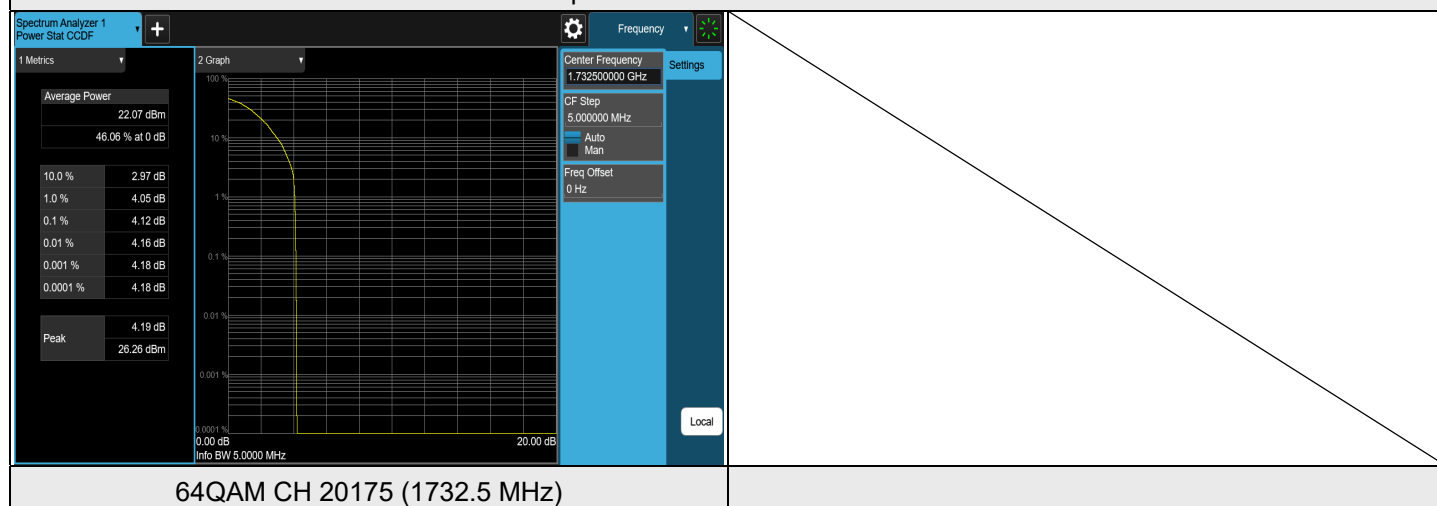 Spectrum Analyzer 1
Power Stat CCDF
Frequency
1 Metrics
2 Graph
Average Power
22.07 dBm
46.06 % at 0 dB
10.0 % 2.97 dB
1.0 % 4.05 dB
0.1 % 4.12 dB
0.01 % 4.16 dB
0.001 % 4.18 dB
0.0001 % 4.18 dB
Peak
4.19 dB
26.26 dBm
100 %
10 %
1 %
0.1 %
0.01 %
0.001 %
0.0001 %
0.00 dB 20.00 dB
Info BW 5.0000 MHz
Center Frequency
1.732500000 GHz
CF Step
5.000000 MHz
Auto
Man
Freq Offset
0 Hz
Settings
Local
64QAM CH 20175 (1732.5 MHz)